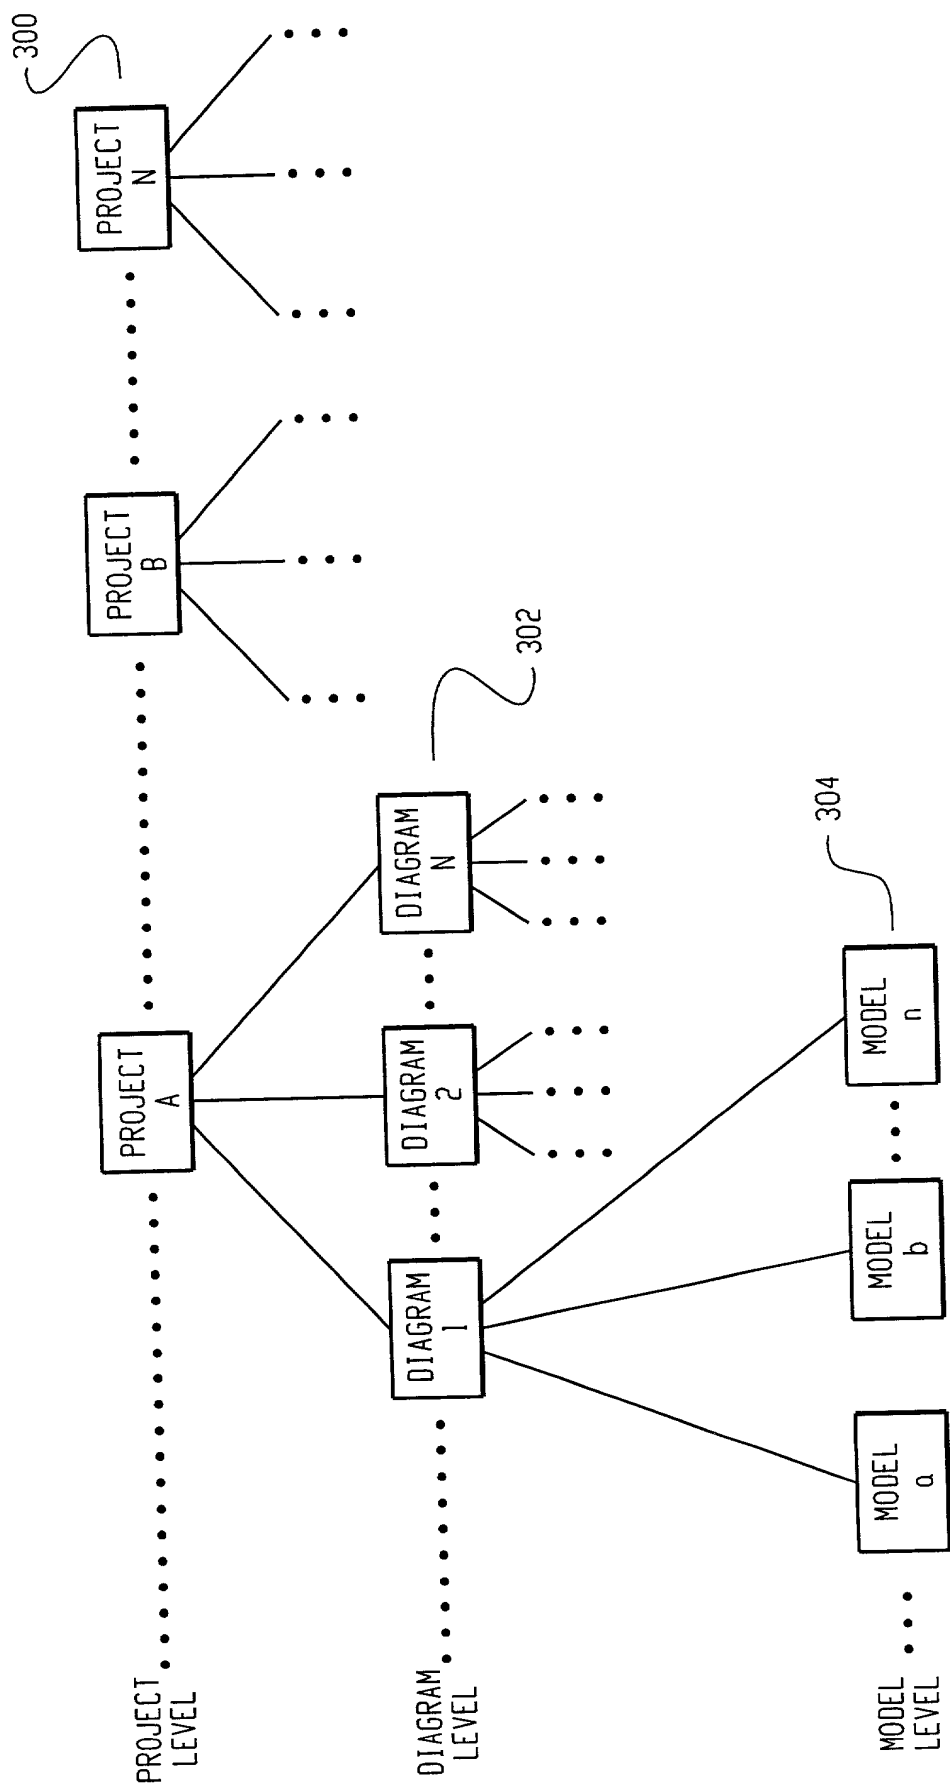 300
PROJECT
LEVEL
PROJECT
A
PROJECT
B
PROJECT
N
302
DIAGRAM
LEVEL
DIAGRAM
1
DIAGRAM
2
DIAGRAM
N
304
MODEL
LEVEL
MODEL
a
MODEL
b
MODEL
n